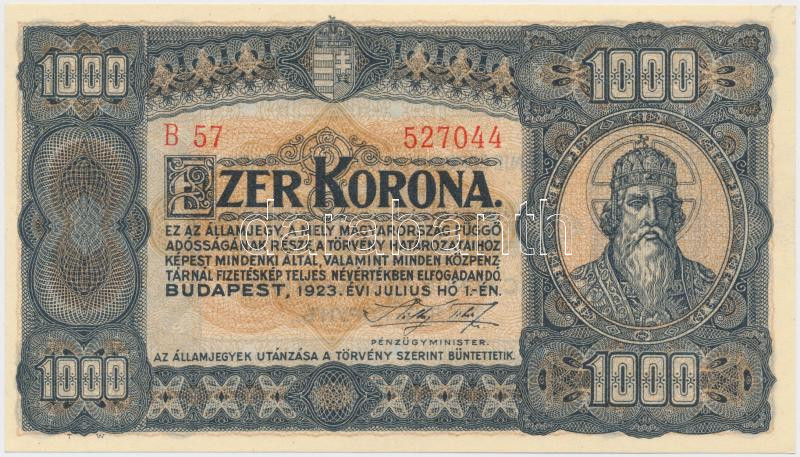 1000
1000
B 57 527044
EZER KORONA.
EZ AZ ÁLLAMJEGY, A MELY MAGYARORSZÁG FÜGGŐ
ADÓSSÁGÁNAK RÉSZE, A TÖRVÉNY HATÁROZATAIHOZ
KÉPEST MINDENKI ÁLTAL, VALAMINT MINDEN KÖZPÉNZ-
TÁRNÁL FIZETÉSKÉP TELJES NÉVÉRTÉKBEN ELFOGADANDÓ.
BUDAPEST, 1923. ÉVI JULIUS HÓ 1.-ÉN.
PÉNZÜGYMINISTER.
AZ ÁLLAMJEGYEK UTÁNZÁSA A TÖRVÉNY SZERINT BÜNTETTETIK.
1000
1000
T W
darabanth